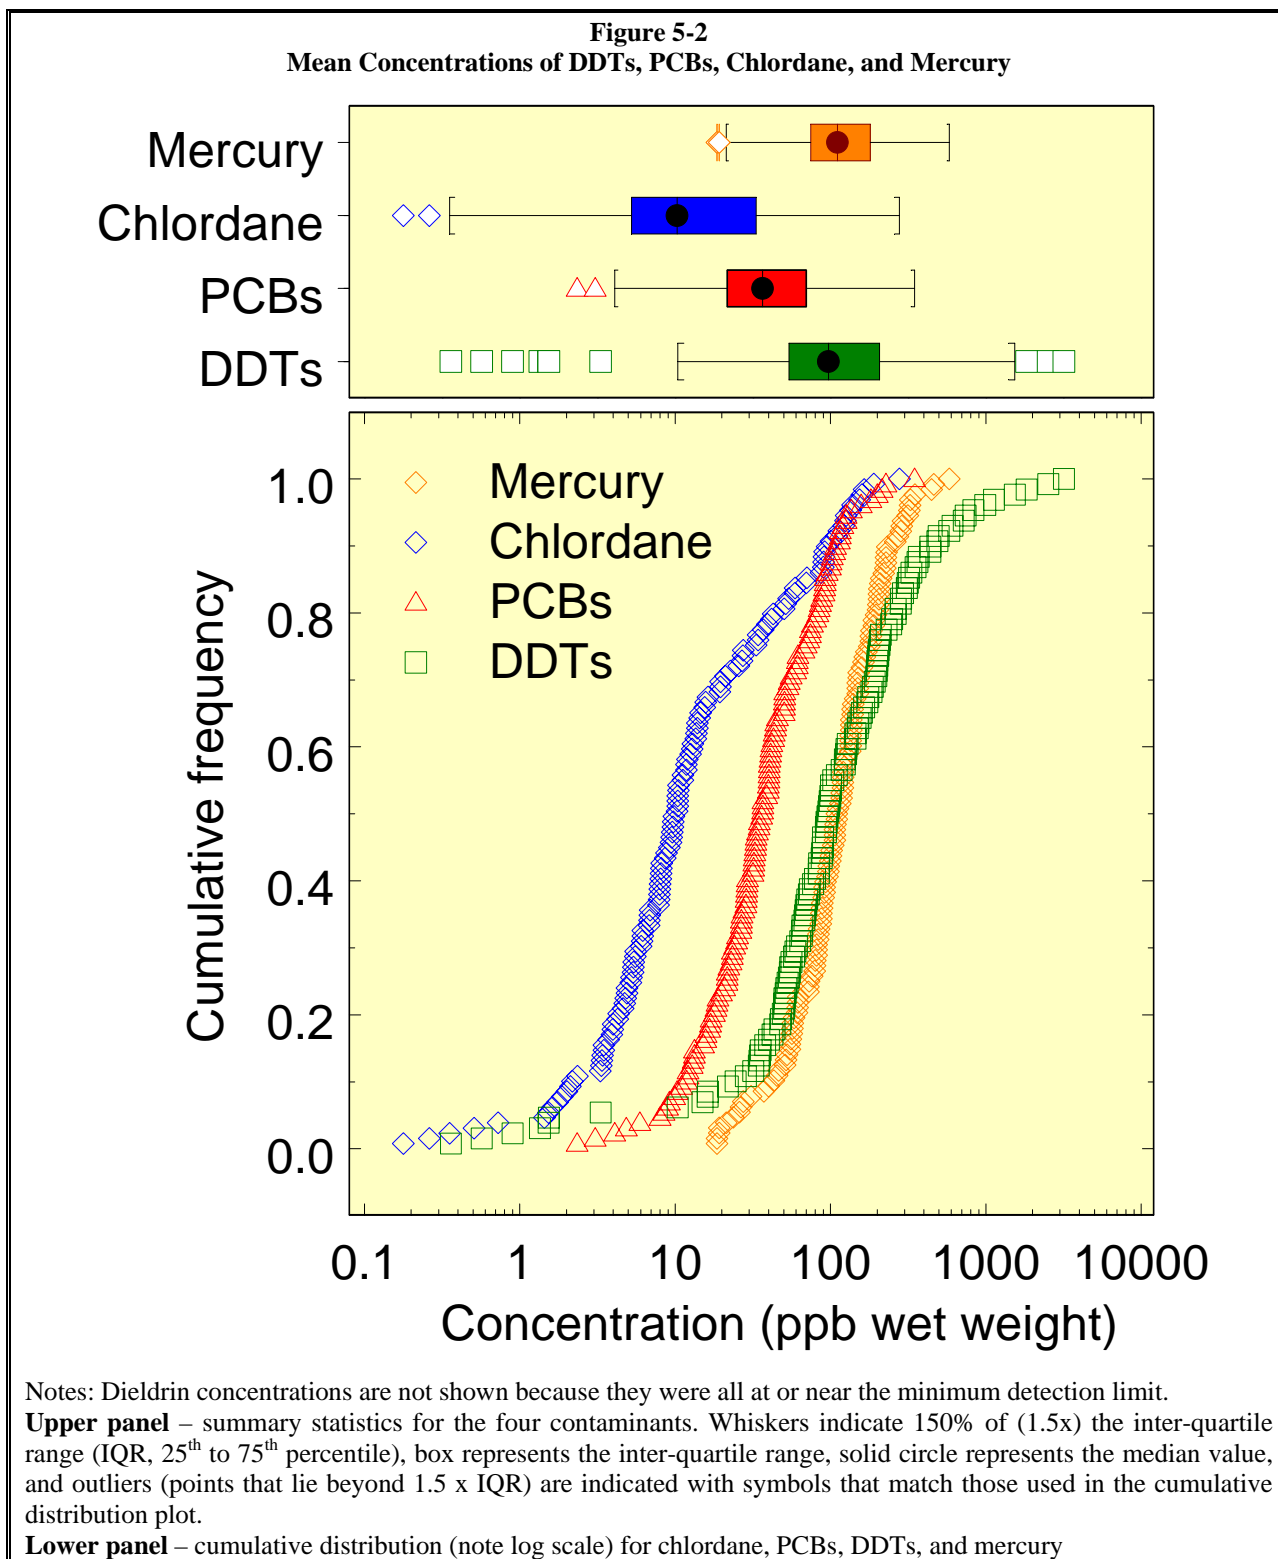 Figure 5-2
Mean Concentrations of DDTs, PCBs, Chlordane, and Mercury
Mercury
Chlordane
PCBs
DDTs
1.0
0.8
0.6
0.4
0.2
0.0
Cumulative frequency
Mercury
Chlordane
PCBs
DDTs
0.1 1 10 100 1000 10000
Concentration (ppb wet weight)
Notes: Dieldrin concentrations are not shown because they were all at or near the minimum detection limit.
Upper panel – summary statistics for the four contaminants. Whiskers indicate 150% of (1.5x) the inter-quartile
range (IQR, 25th to 75th percentile), box represents the inter-quartile range, solid circle represents the median value,
and outliers (points that lie beyond 1.5 x IQR) are indicated with symbols that match those used in the cumulative
distribution plot.
Lower panel – cumulative distribution (note log scale) for chlordane, PCBs, DDTs, and mercury